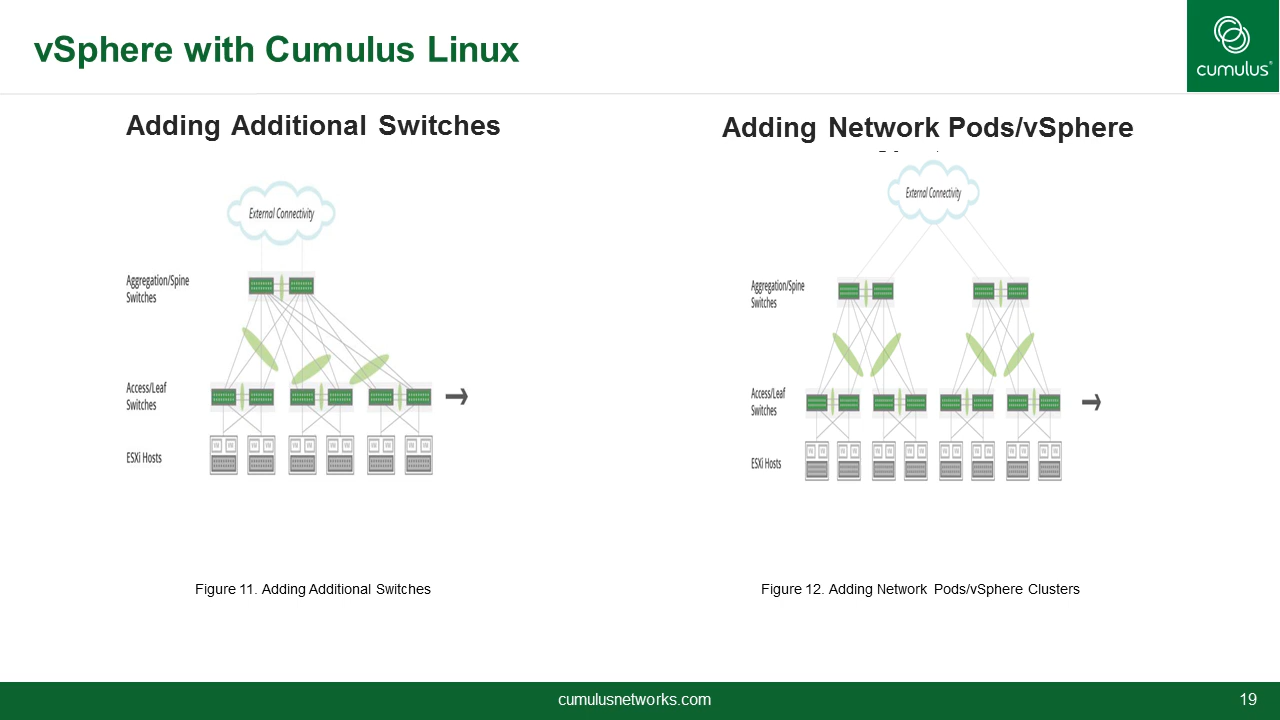 vSphere with Cumulus Linux
cumulus®
Adding Additional Switches
Adding Network Pods/vSphere
External Connectivity
Aggregation/Spine
Switches
Access/Leaf
Switches
ESXi Hosts
External Connectivity
Aggregation/Spine
Switches
Access/Leaf
Switches
ESXi Hosts
Figure 11. Adding Additional Switches
Figure 12. Adding Network Pods/vSphere Clusters
cumulusnetworks.com
19